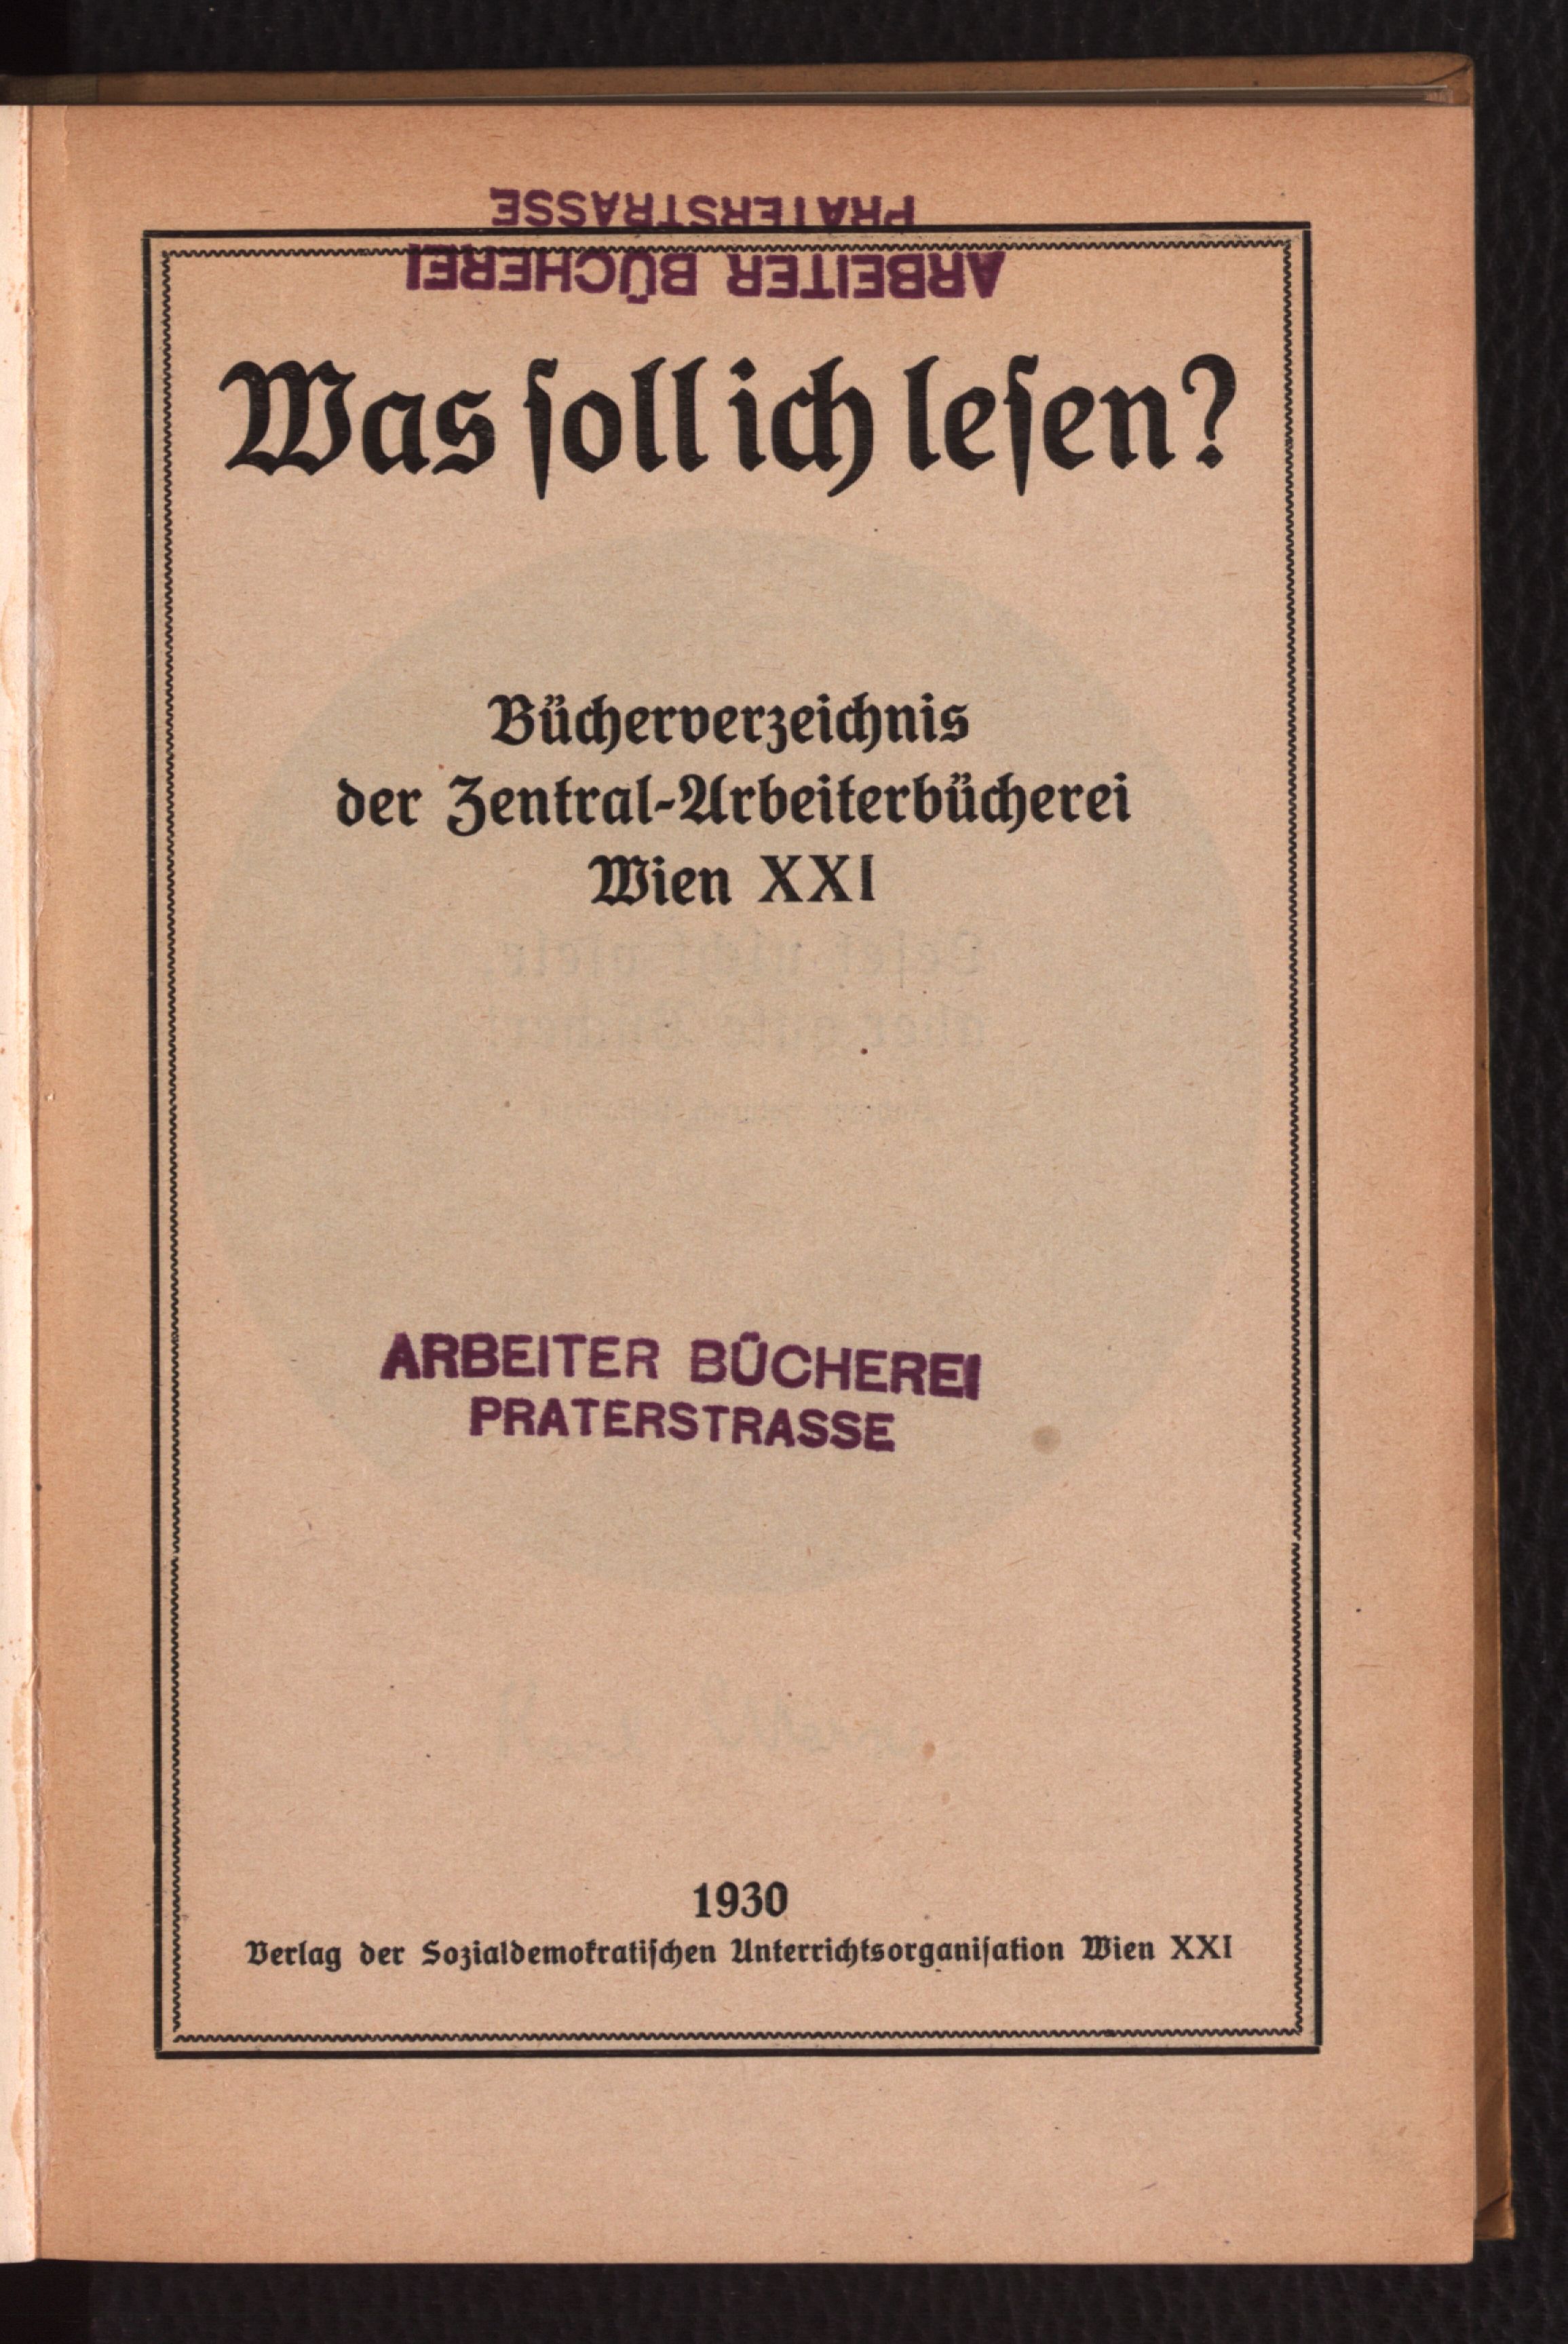 PRATERSTRASSE
ARBEITER BÜCHEREI
Was soll ich lesen?
Bücherverzeichnis
der Zentral-Arbeiterbücherei
Wien XXI
ARBEITER BÜCHEREI
PRATERSTRASSE
1930
Verlag der Sozialdemokratischen Unterrichtsorganisation Wien XXI